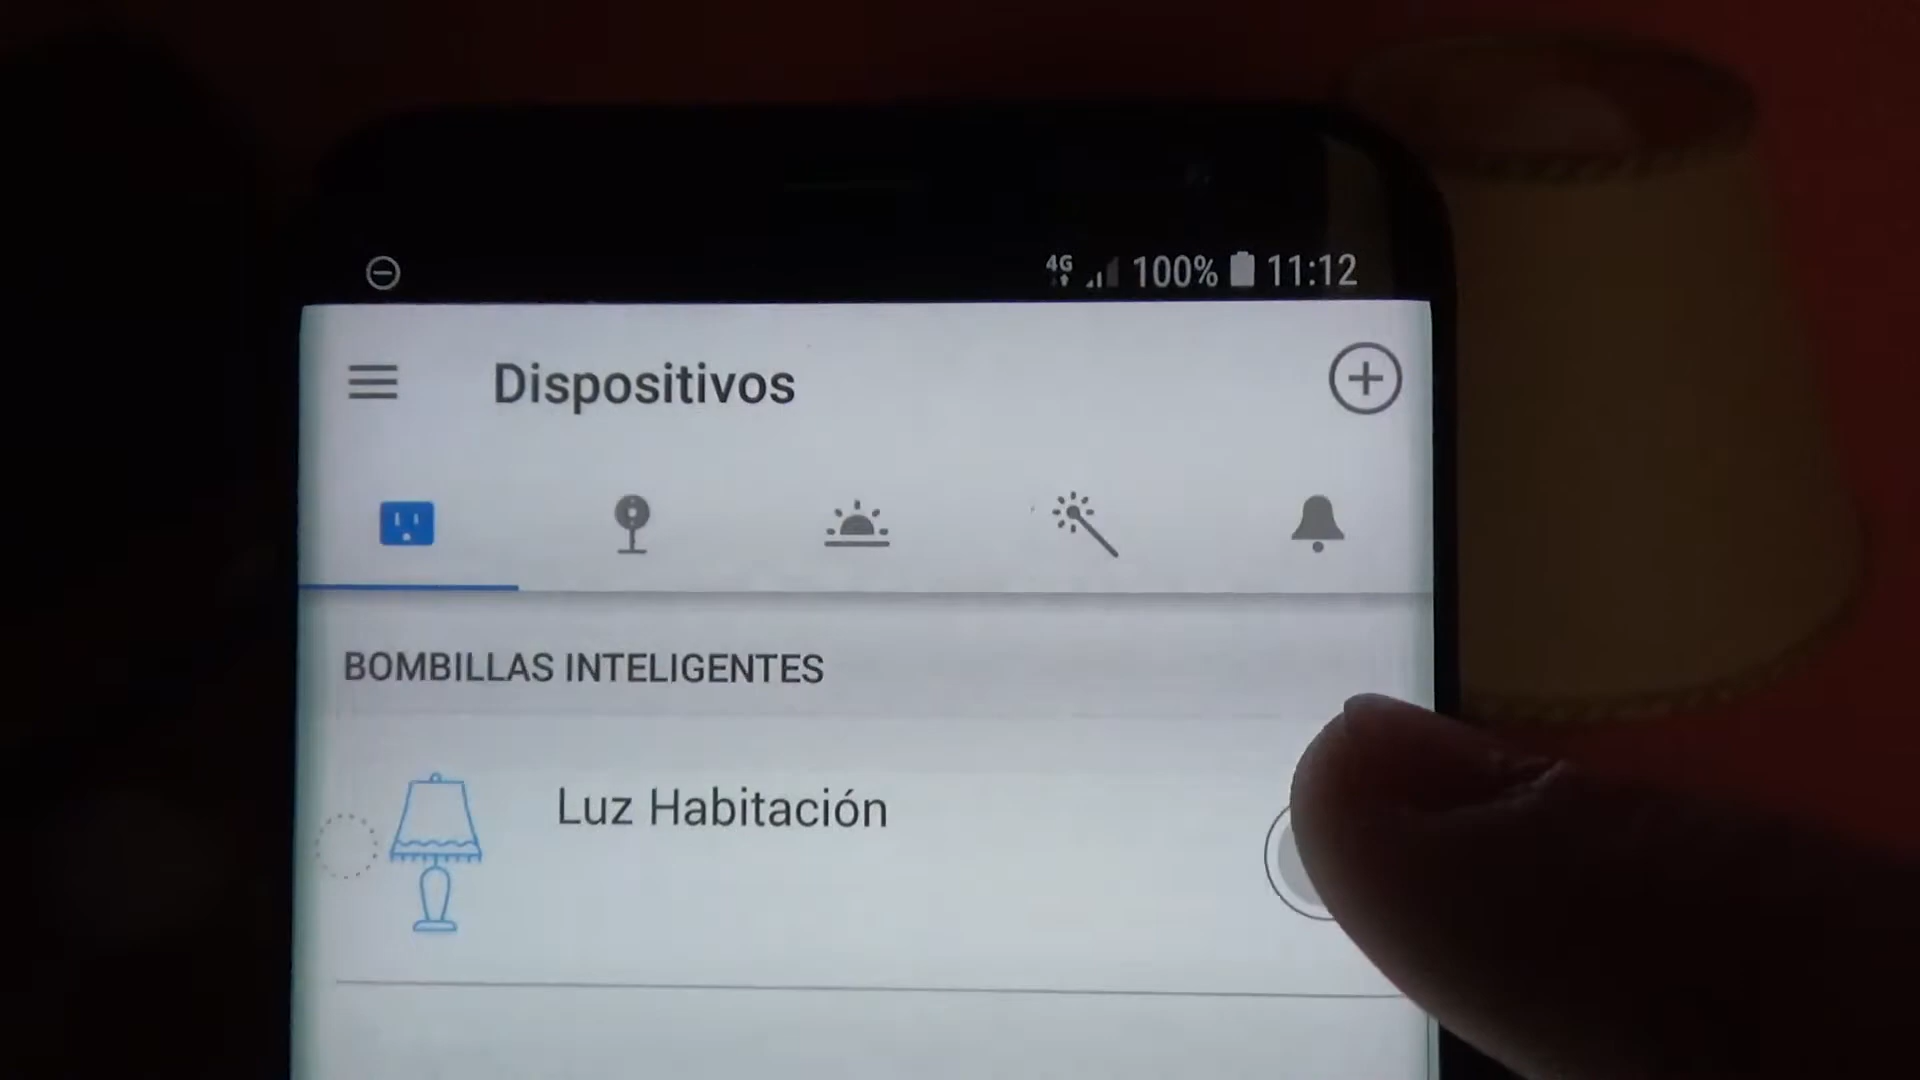 4G 100% 11:12
Dispositivos
BOMBILLAS INTELIGENTES
Luz Habitación